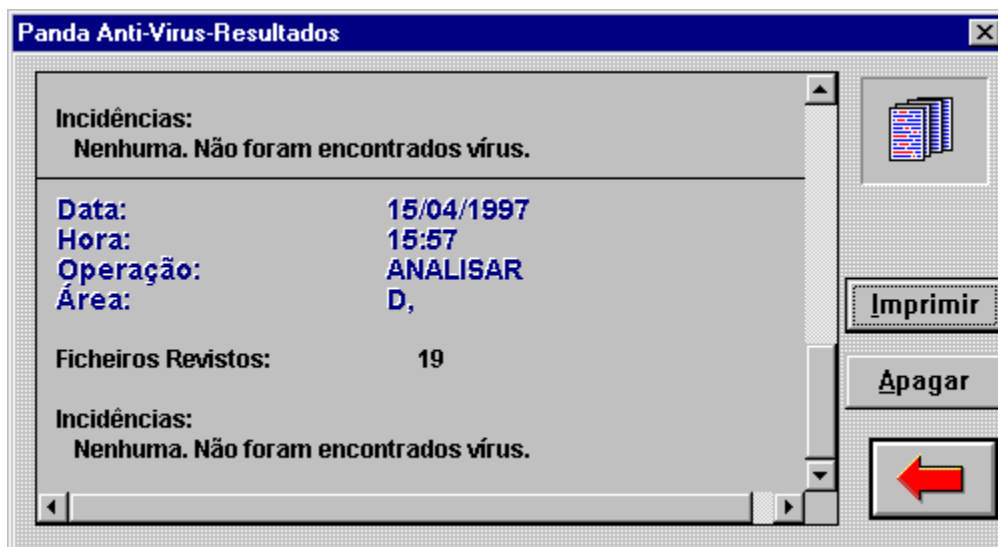 Panda Anti-Virus-Resultados
Incidências:
Nenhuma. Não foram encontrados vírus.
Data: 15/04/1997
Hora: 15:57
Operação: ANALISAR
Área: D,
Ficheiros Revistos: 19
Incidências:
Nenhuma. Não foram encontrados vírus.
Imprimir
Apagar